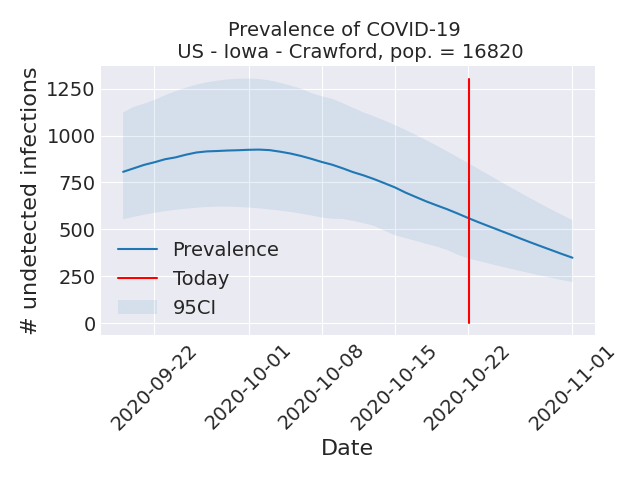 Prevalence of COVID-19
US - Iowa - Crawford, pop. = 16820
# undetected infections
1250
1000
750
500
250
0
Prevalence
Today
95CI
2020-09-22
2020-10-01
2020-10-08
2020-10-15
2020-10-22
2020-11-01
Date